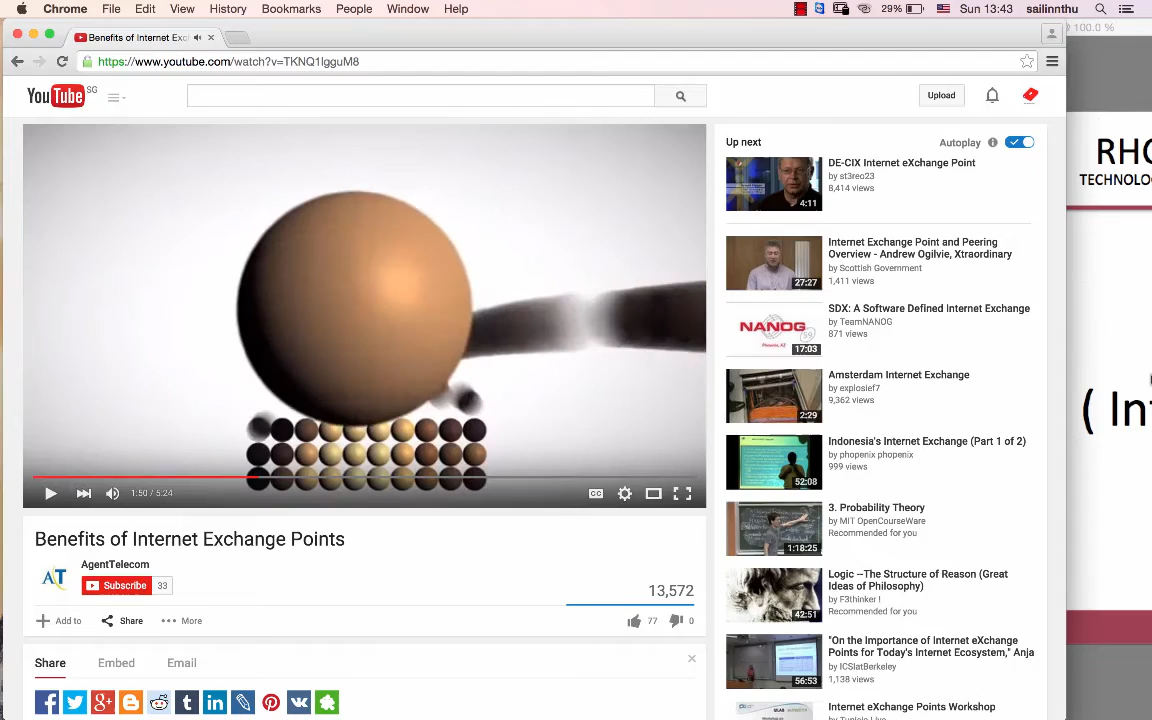 Chrome File Edit View History Bookmarks People Window Help 29% Sun 13:43 sailinnthu
Benefits of Internet Exc
100.0 %
https://www.youtube.com/watch?v=TKNQ1lgguM8
YouTube SG
Upload
Up next
Autoplay
DE-CIX Internet eXchange Point
by st3reo23
8,414 views
4:11
Internet Exchange Point and Peering
Overview - Andrew Ogilvie, Xtraordinary
by Scottish Government
1,411 views
27:27
SDX: A Software Defined Internet Exchange
by TeamNANOG
871 views
NANOG
59
Phoenix, AZ
17:03
Amsterdam Internet Exchange
by explosief7
9,362 views
2:29
Indonesia's Internet Exchange (Part 1 of 2)
by phopenix phopenix
999 views
52:08
3. Probability Theory
by MIT OpenCourseWare
Recommended for you
1:18:25
Logic --The Structure of Reason (Great
Ideas of Philosophy)
by F3thinker !
Recommended for you
42:51
"On the Importance of Internet eXchange
Points for Today's Internet Ecosystem," Anja
by ICSIatBerkeley
1,138 views
56:53
Internet eXchange Points Workshop
1:50 / 5:24
CC
Benefits of Internet Exchange Points
AgentTelecom
AT
Subscribe 33
13,572
Add to Share More
77 0
Share Embed Email
RHO
TECHNOLO
( Int